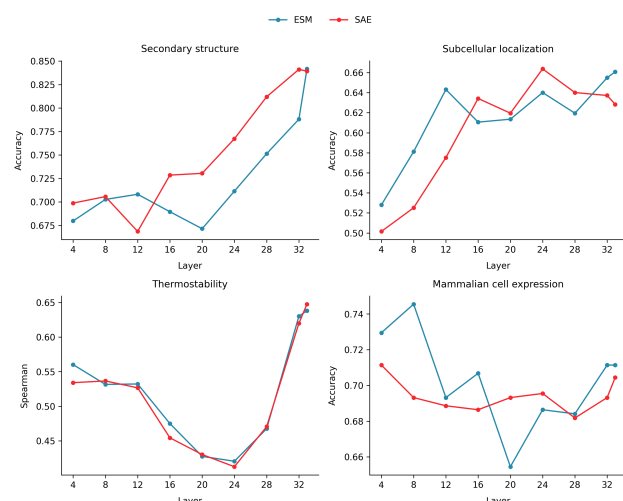 ESM SAE
Secondary structure
Accuracy
0.850
0.825
0.800
0.775
0.750
0.725
0.700
0.675
4 8 12 16 20 24 28 32
Layer
Subcellular localization
Accuracy
0.66
0.64
0.62
0.60
0.58
0.56
0.54
0.52
0.50
4 8 12 16 20 24 28 32
Layer
Thermostability
Spearman
0.65
0.60
0.55
0.50
0.45
4 8 12 16 20 24 28 32
Layer
Mammalian cell expression
Accuracy
0.74
0.72
0.70
0.68
0.66
4 8 12 16 20 24 28 32
Layer